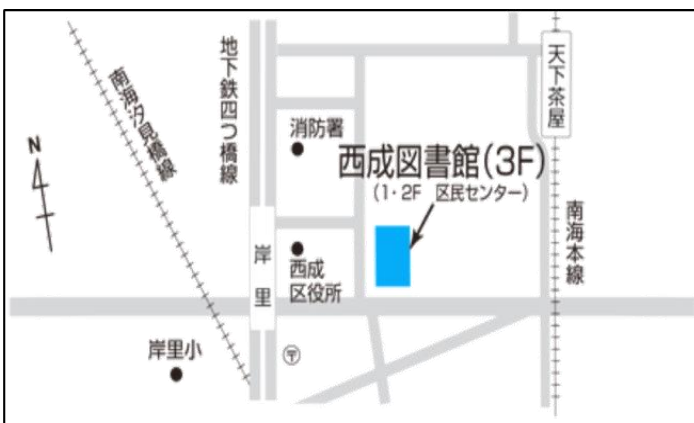 南海汐見橋線
地下鉄四つ橋線
天下茶屋
消防署
西成図書館(3F)
(1・2F 区民センター)
N
南海本線
岸里
西成
区役所
岸里小
〒